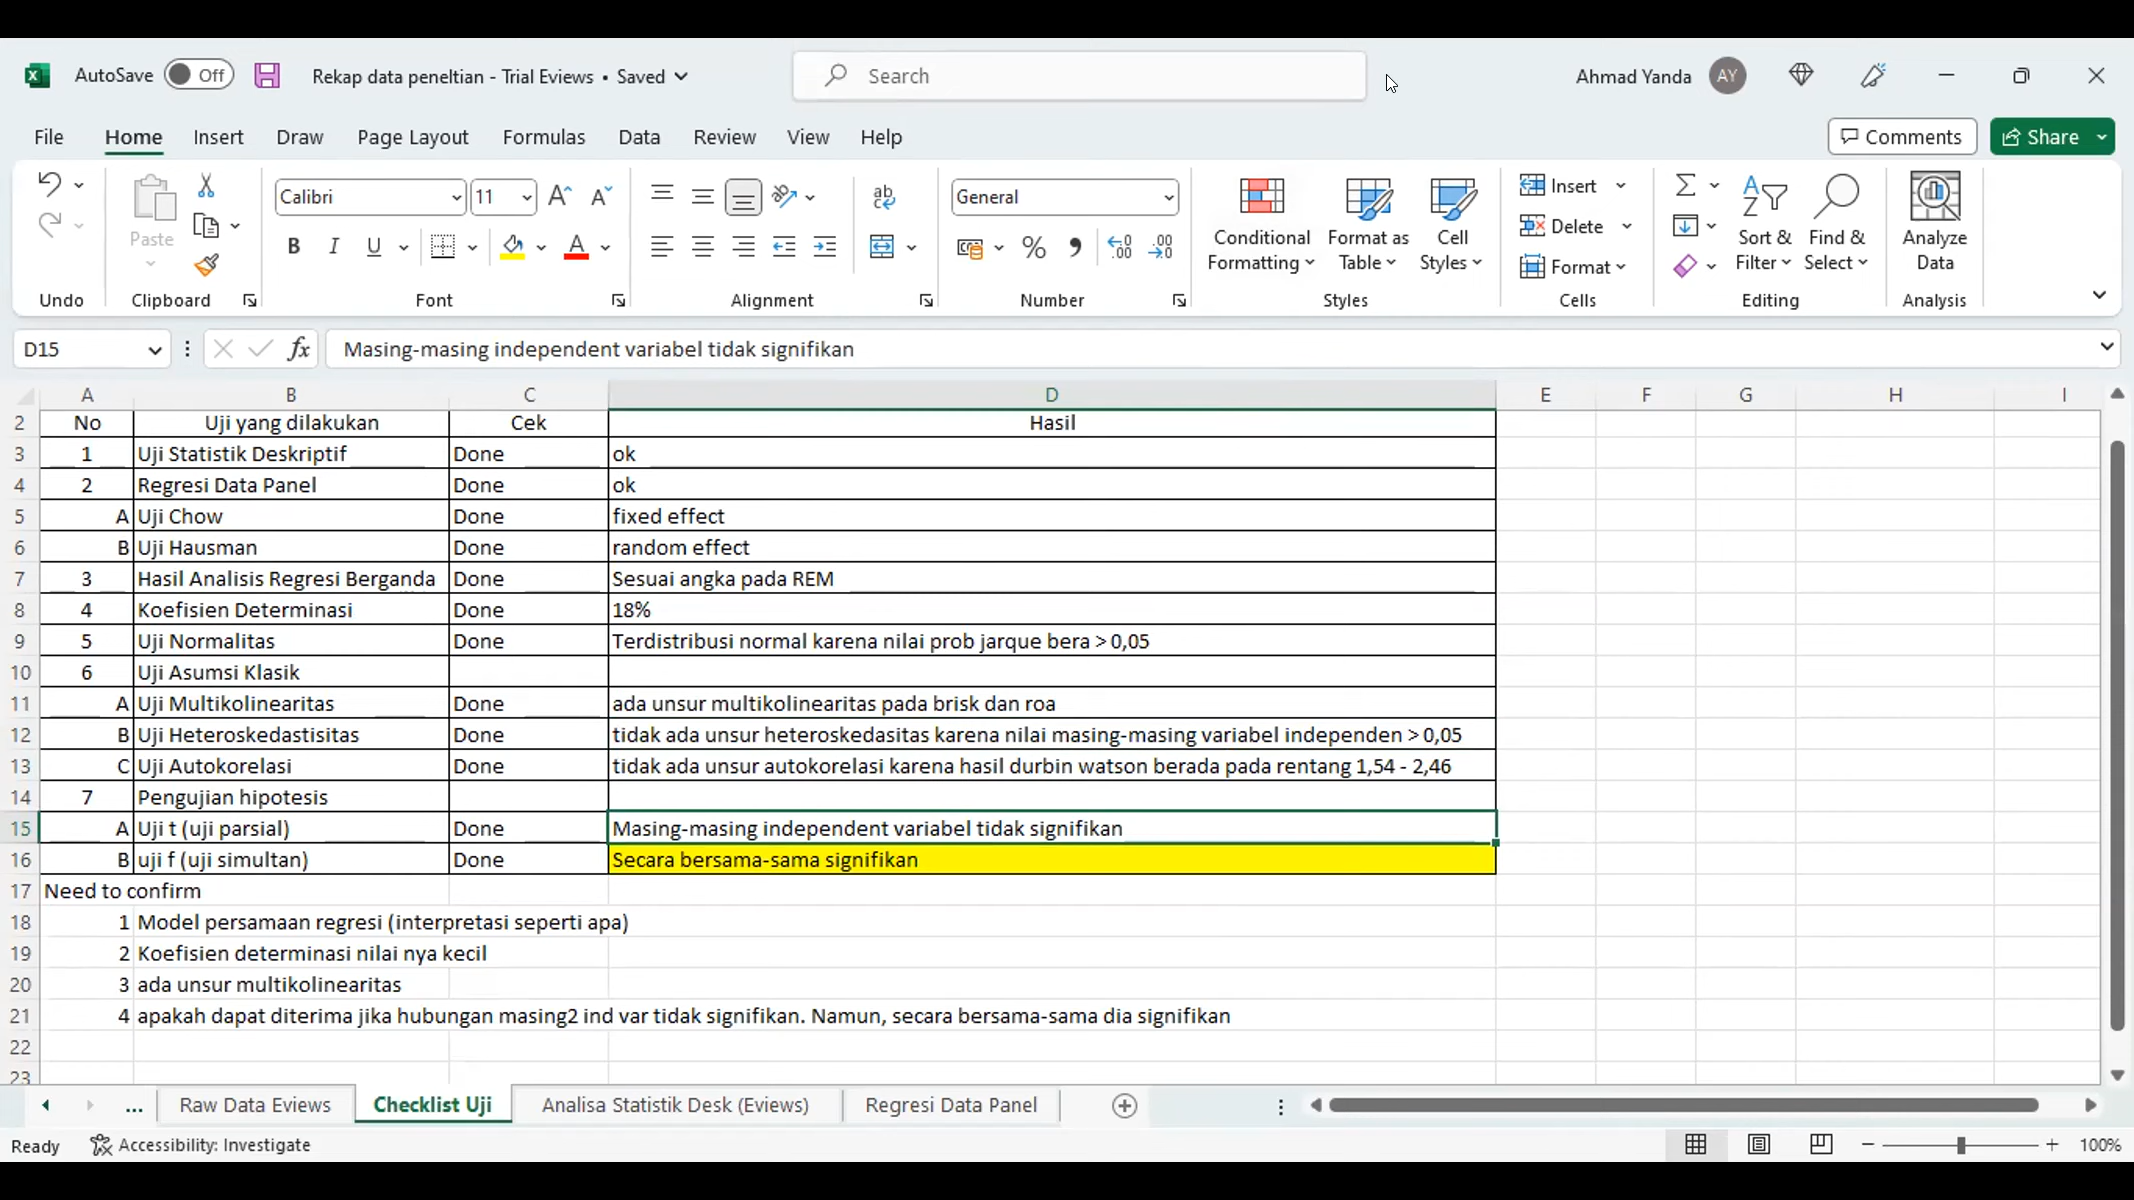 AutoSave Off Rekap data peneltian - Trial Eviews • Saved Search Ahmad Yanda AY
File Home Insert Draw Page Layout Formulas Data Review View Help Comments Share
Paste Calibri 11 General Conditional Formatting Format as Table Cell Styles Insert Delete Format Sort & Filter Find & Select Analyze Data
Undo Clipboard Font Alignment Number Styles Cells Editing Analysis
D15 fx Masing-masing independent variabel tidak signifikan
A B C D E F G H I
2 No Uji yang dilakukan Cek Hasil
3 1 Uji Statistik Deskriptif Done ok
4 2 Regresi Data Panel Done ok
5 A Uji Chow Done fixed effect
6 B Uji Hausman Done random effect
7 3 Hasil Analisis Regresi Berganda Done Sesuai angka pada REM
8 4 Koefisien Determinasi Done 18%
9 5 Uji Normalitas Done Terdistribusi normal karena nilai prob jarque bera > 0,05
10 6 Uji Asumsi Klasik
11 A Uji Multikolinearitas Done ada unsur multikolinearitas pada brisk dan roa
12 B Uji Heteroskedastisitas Done tidak ada unsur heteroskedasitas karena nilai masing-masing variabel independen > 0,05
13 C Uji Autokorelasi Done tidak ada unsur autokorelasi karena hasil durbin watson berada pada rentang 1,54 - 2,46
14 7 Pengujian hipotesis
15 A Uji t (uji parsial) Done Masing-masing independent variabel tidak signifikan
16 B uji f (uji simultan) Done Secara bersama-sama signifikan
17 Need to confirm
18 1 Model persamaan regresi (interpretasi seperti apa)
19 2 Koefisien determinasi nilai nya kecil
20 3 ada unsur multikolinearitas
21 4 apakah dapat diterima jika hubungan masing2 ind var tidak signifikan. Namun, secara bersama-sama dia signifikan
22
23
... Raw Data Eviews Checklist Uji Analisa Statistik Desk (Eviews) Regresi Data Panel
Ready Accessibility: Investigate 100%